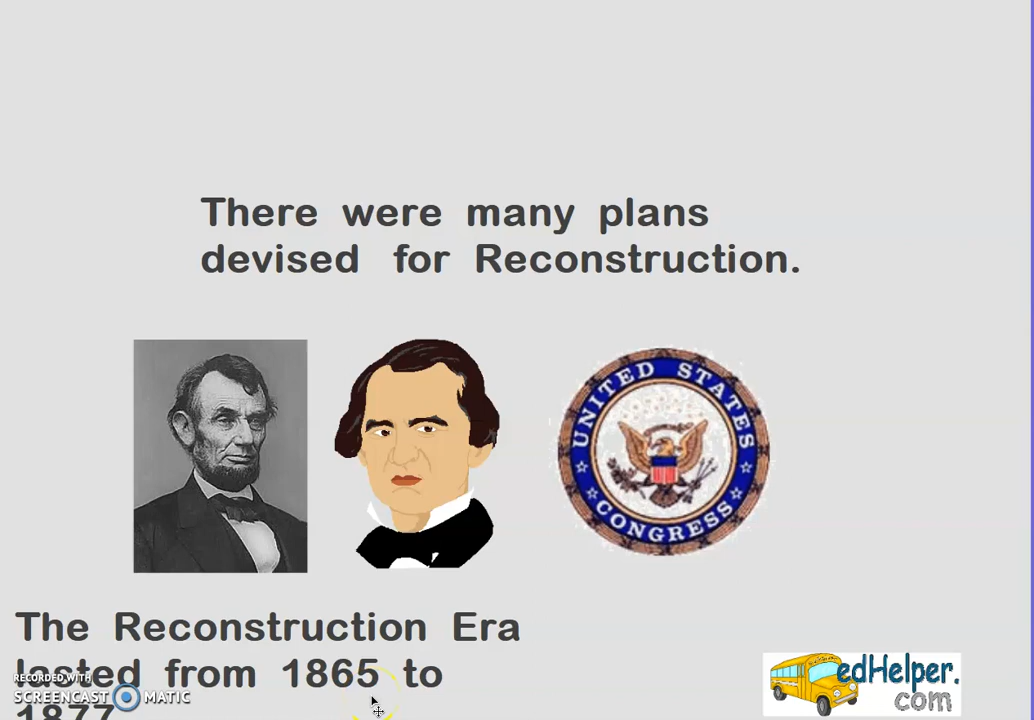 There were many plans
devised for Reconstruction.
UNITED STATES
CONGRESS
The Reconstruction Era
lasted from 1865 to
1877
RECORDED WITH
SCREENCAST MATIC
edHelper.
com